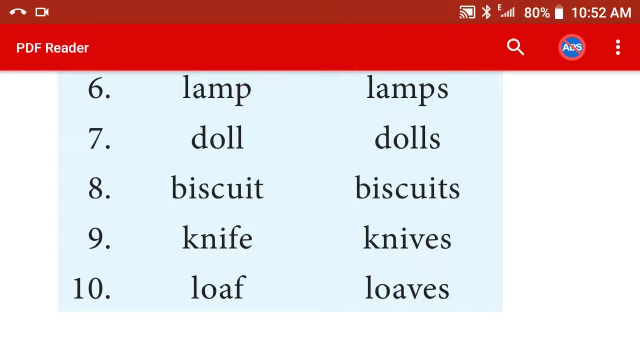 E 80% 10:52 AM
PDF Reader ADS
6. lamp lamps
7. doll dolls
8. biscuit biscuits
9. knife knives
10. loaf loaves